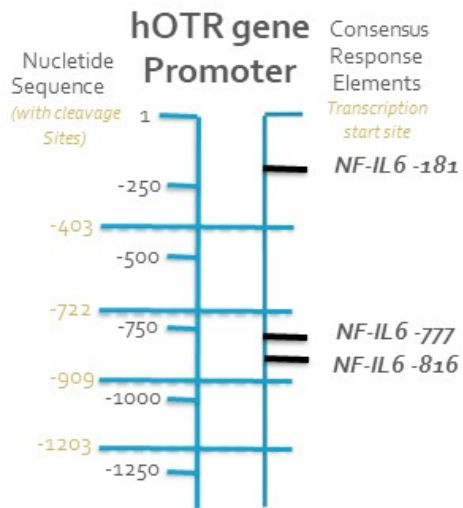 hOTR gene
Promoter
Nucletide
Sequence
(with cleavage
Sites)
Consensus
Response
Elements
Transcription
start site
1
NF-IL6 -181
-250
-403
-500
-722
-750
NF-IL6 -777
NF-IL6 -816
-909
-1000
-1203
-1250